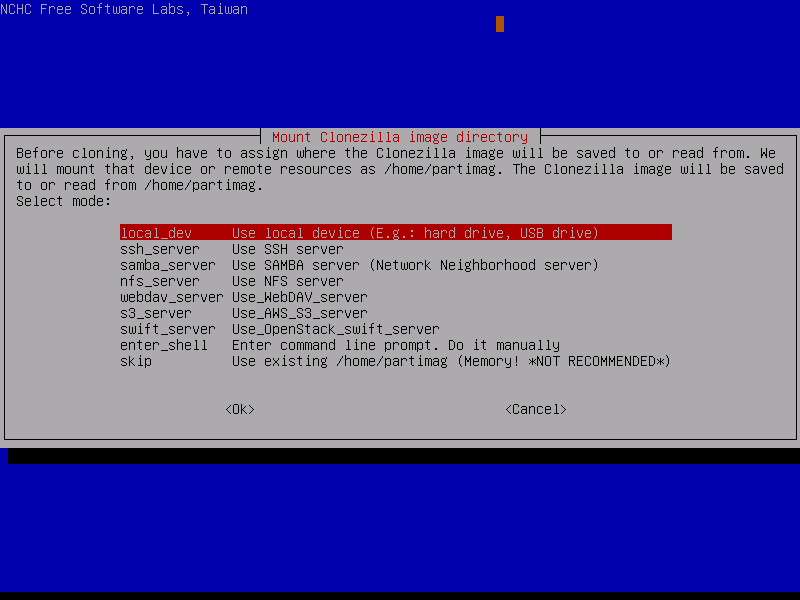 NCHC Free Software Labs, Taiwan
Mount Clonezilla image directory
Before cloning, you have to assign where the Clonezilla image will be saved to or read from. We
will mount that device or remote resources as /home/partimag. The Clonezilla image will be saved
to or read from /home/partimag.
Select mode:
local_dev Use local device (E.g.: hard drive, USB drive)
ssh_server Use SSH server
samba_server Use SAMBA server (Network Neighborhood server)
nfs_server Use NFS server
webdav_server Use_WebDAV_server
s3_server Use_AWS_S3_server
swift_server Use_OpenStack_swift_server
enter_shell Enter command line prompt. Do it manually
skip Use existing /home/partimag (Memory! *NOT RECOMMENDED*)
<Ok> <Cancel>